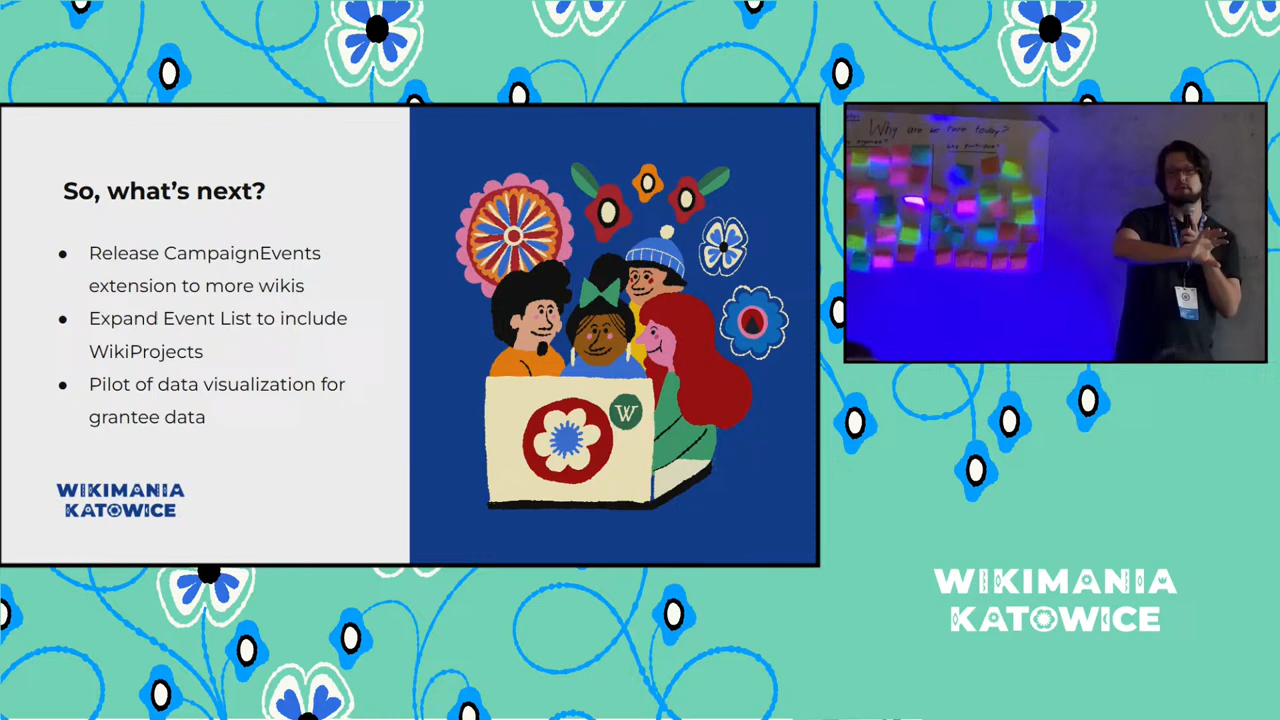 So, what's next?
● Release CampaignEvents
extension to more wikis
● Expand Event List to include
WikiProjects
● Pilot of data visualization for
grantee data
WIKIMANIA
KATOWICE
W
Why are we here today?
WIKIMANIA
KATOWICE